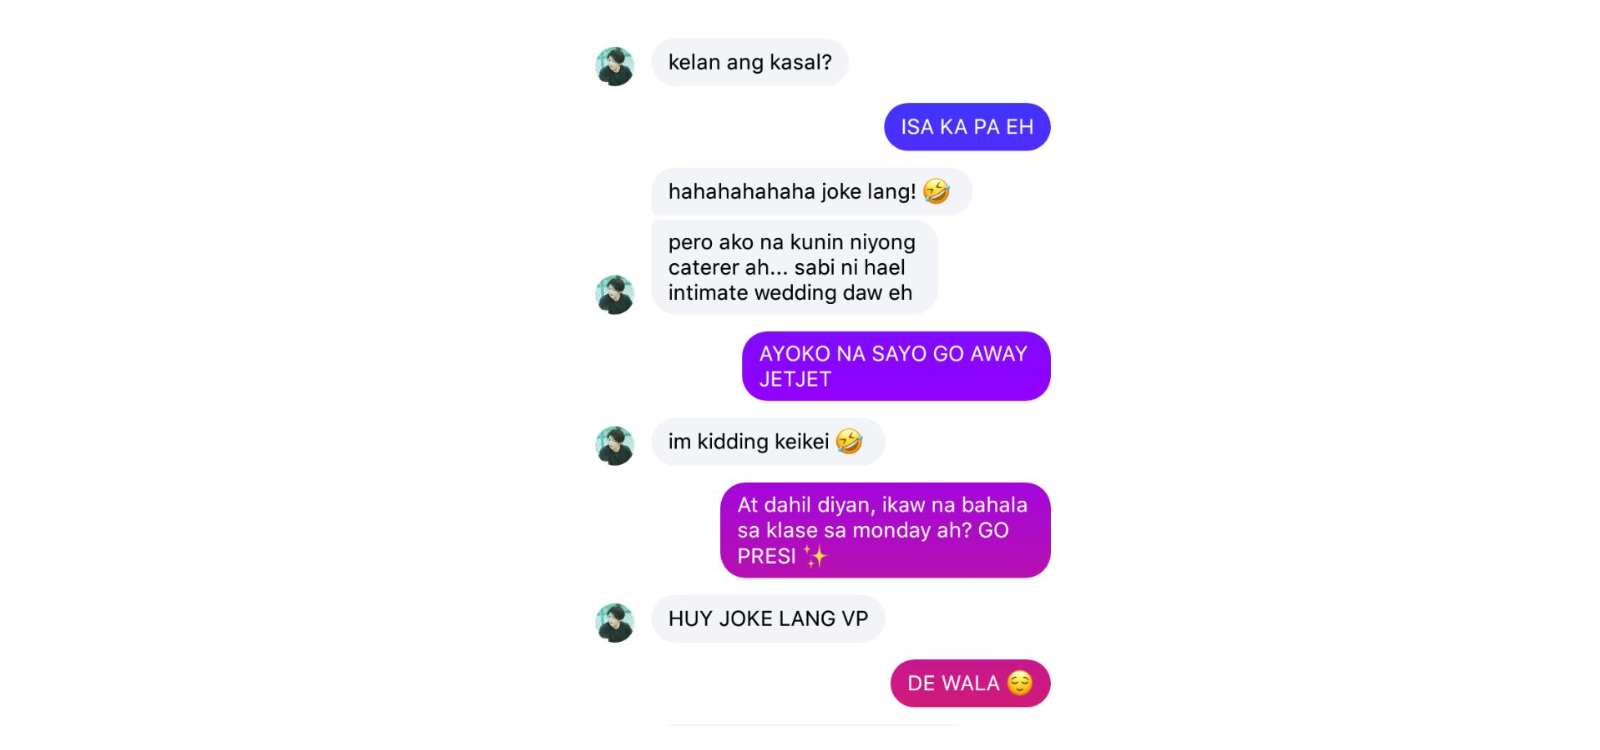 kelan ang kasal?
ISA KA PA EH
hahahahahaha joke lang! 🤣
pero ako na kunin niyong
caterer ah... sabi ni hael
intimate wedding daw eh
AYOKO NA SAYO GO AWAY
JETJET
im kidding keikei 🤣
At dahil diyan, ikaw na bahala
sa klase sa monday ah? GO
PRESI ✨
HUY JOKE LANG VP
DE WALA 😌